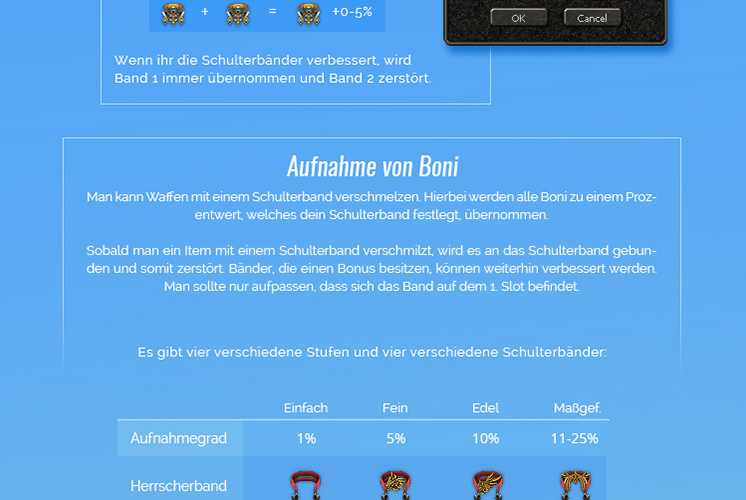 + = +0-5%
OK Cancel
Wenn ihr die Schulterbänder verbessert, wird
Band 1 immer übernommen und Band 2 zerstört.
Aufnahme von Boni
Man kann Waffen mit einem Schulterband verschmelzen. Hierbei werden alle Boni zu einem Proz-
entwert, welches dein Schulterband festlegt, übernommen.
Sobald man ein Item mit einem Schulterband verschmilzt, wird es an das Schulterband gebun-
den und somit zerstört. Bänder, die einen Bonus besitzen, können weiterhin verbessert werden.
Man sollte nur aufpassen, dass sich das Band auf dem 1. Slot befindet.
Es gibt vier verschiedene Stufen und vier verschiedene Schulterbänder:
Einfach Fein Edel Maßgef.
Aufnahmegrad 1% 5% 10% 11-25%
Herrscherband